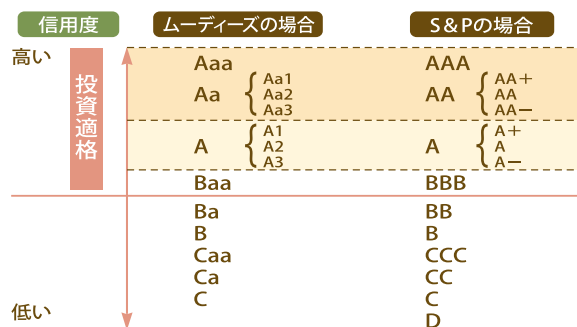 信用度 ムーディーズの場合 S&Pの場合
高い
投資適格
Aaa AAA
Aa Aa1 Aa2 Aa3 AA AA＋ AA AA−
A A1 A2 A3 A A＋ A A−
Baa BBB
Ba BB
B B
Caa CCC
Ca CC
C C
低い D